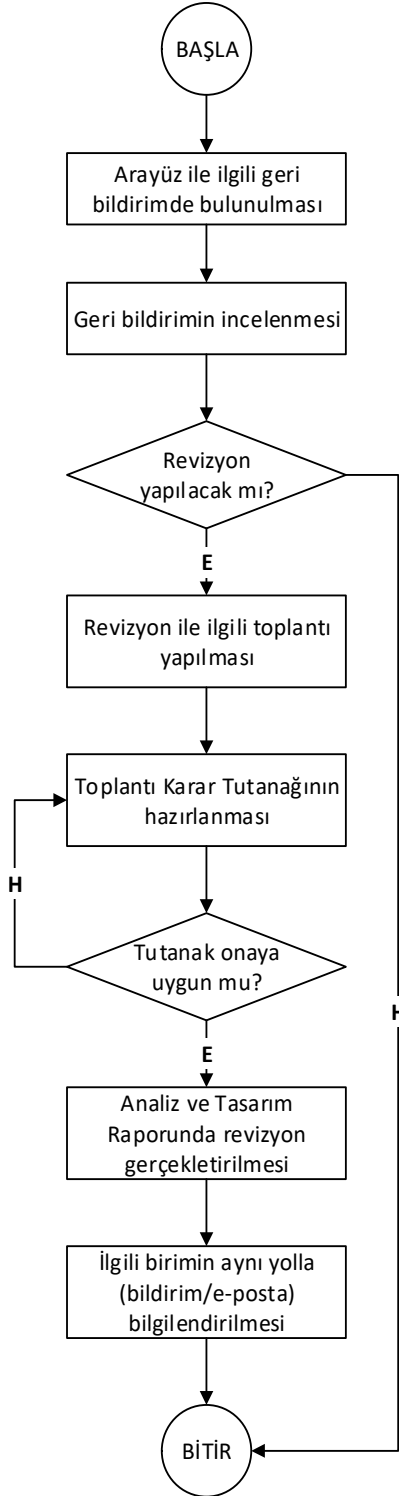 BAŞLA
Arayüz ile ilgili geri
bildirimde bulunulması
Geri bildirimin incelenmesi
Revizyon
yapılacak mı?
E
Revizyon ile ilgili toplantı
yapılması
Toplantı Karar Tutanağının
hazırlanması
H
Tutanak onaya
uygun mu?
H
E
Analiz ve Tasarım
Raporunda revizyon
gerçekletirilmesi
İlgili birimin aynı yolla
(bildirim/e-posta)
bilgilendirilmesi
BİTİR